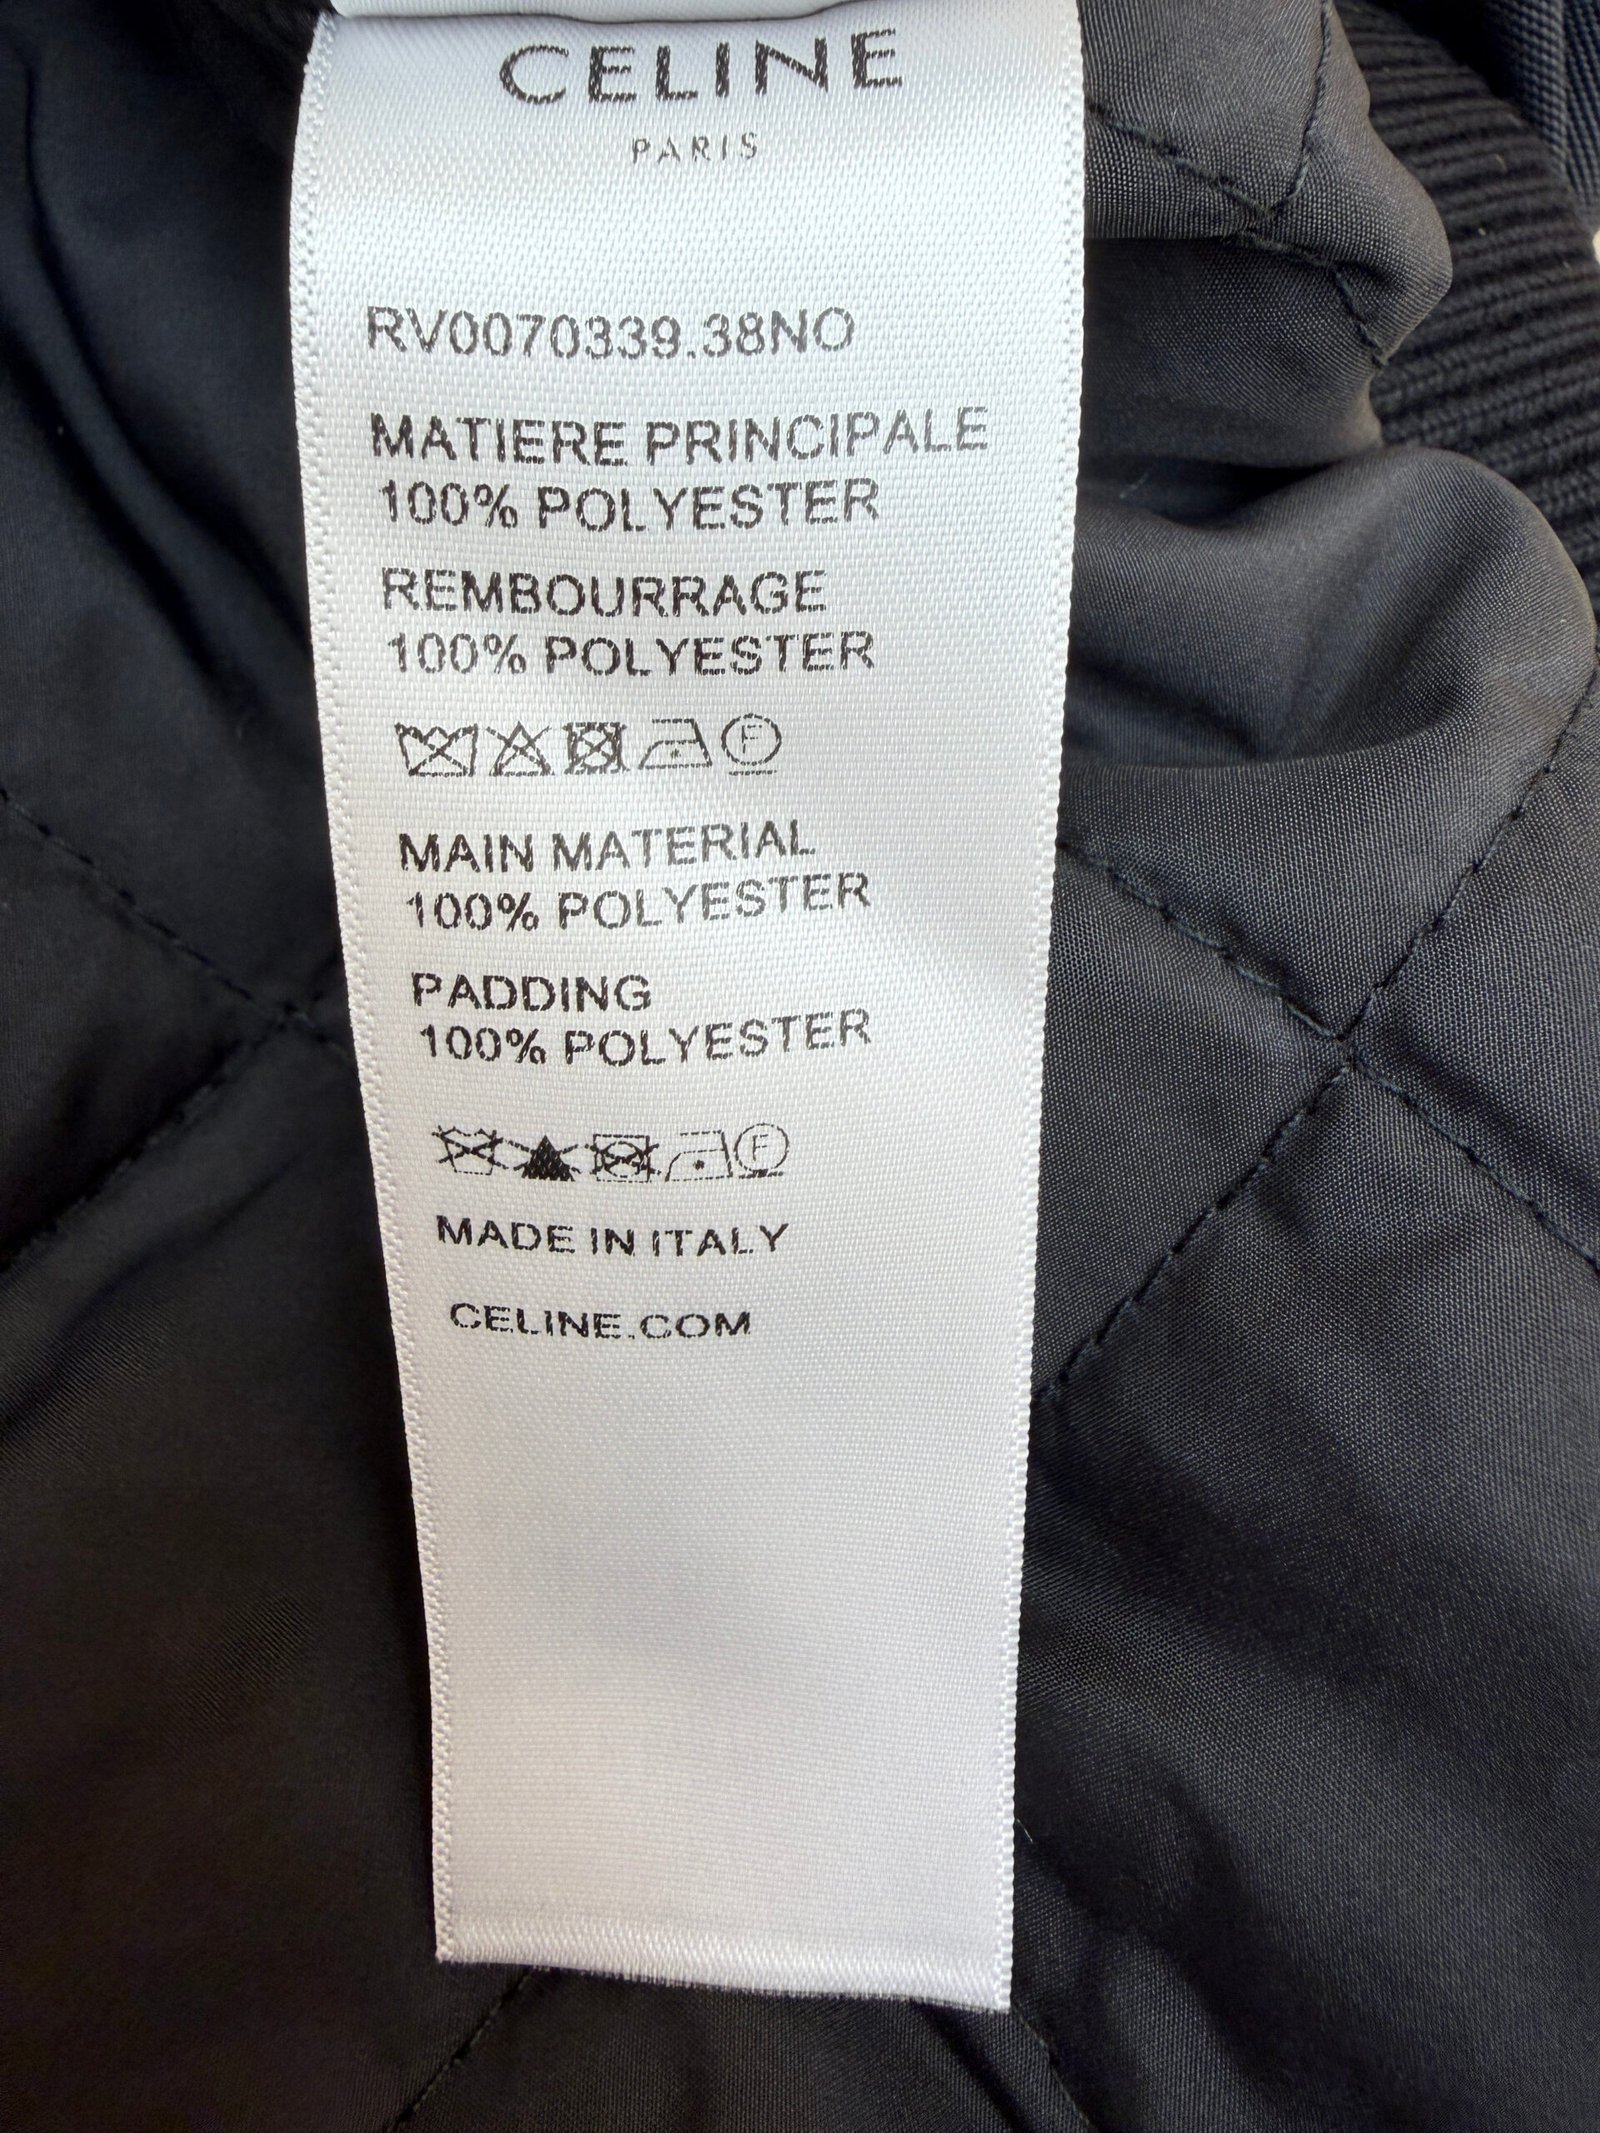 CELINE
PARIS
RV0070339.38NO
MATIERE PRINCIPALE
100% POLYESTER
REMBOURRAGE
100% POLYESTER
F
MAIN MATERIAL
100% POLYESTER
PADDING
100% POLYESTER
F
MADE IN ITALY
CELINE.COM